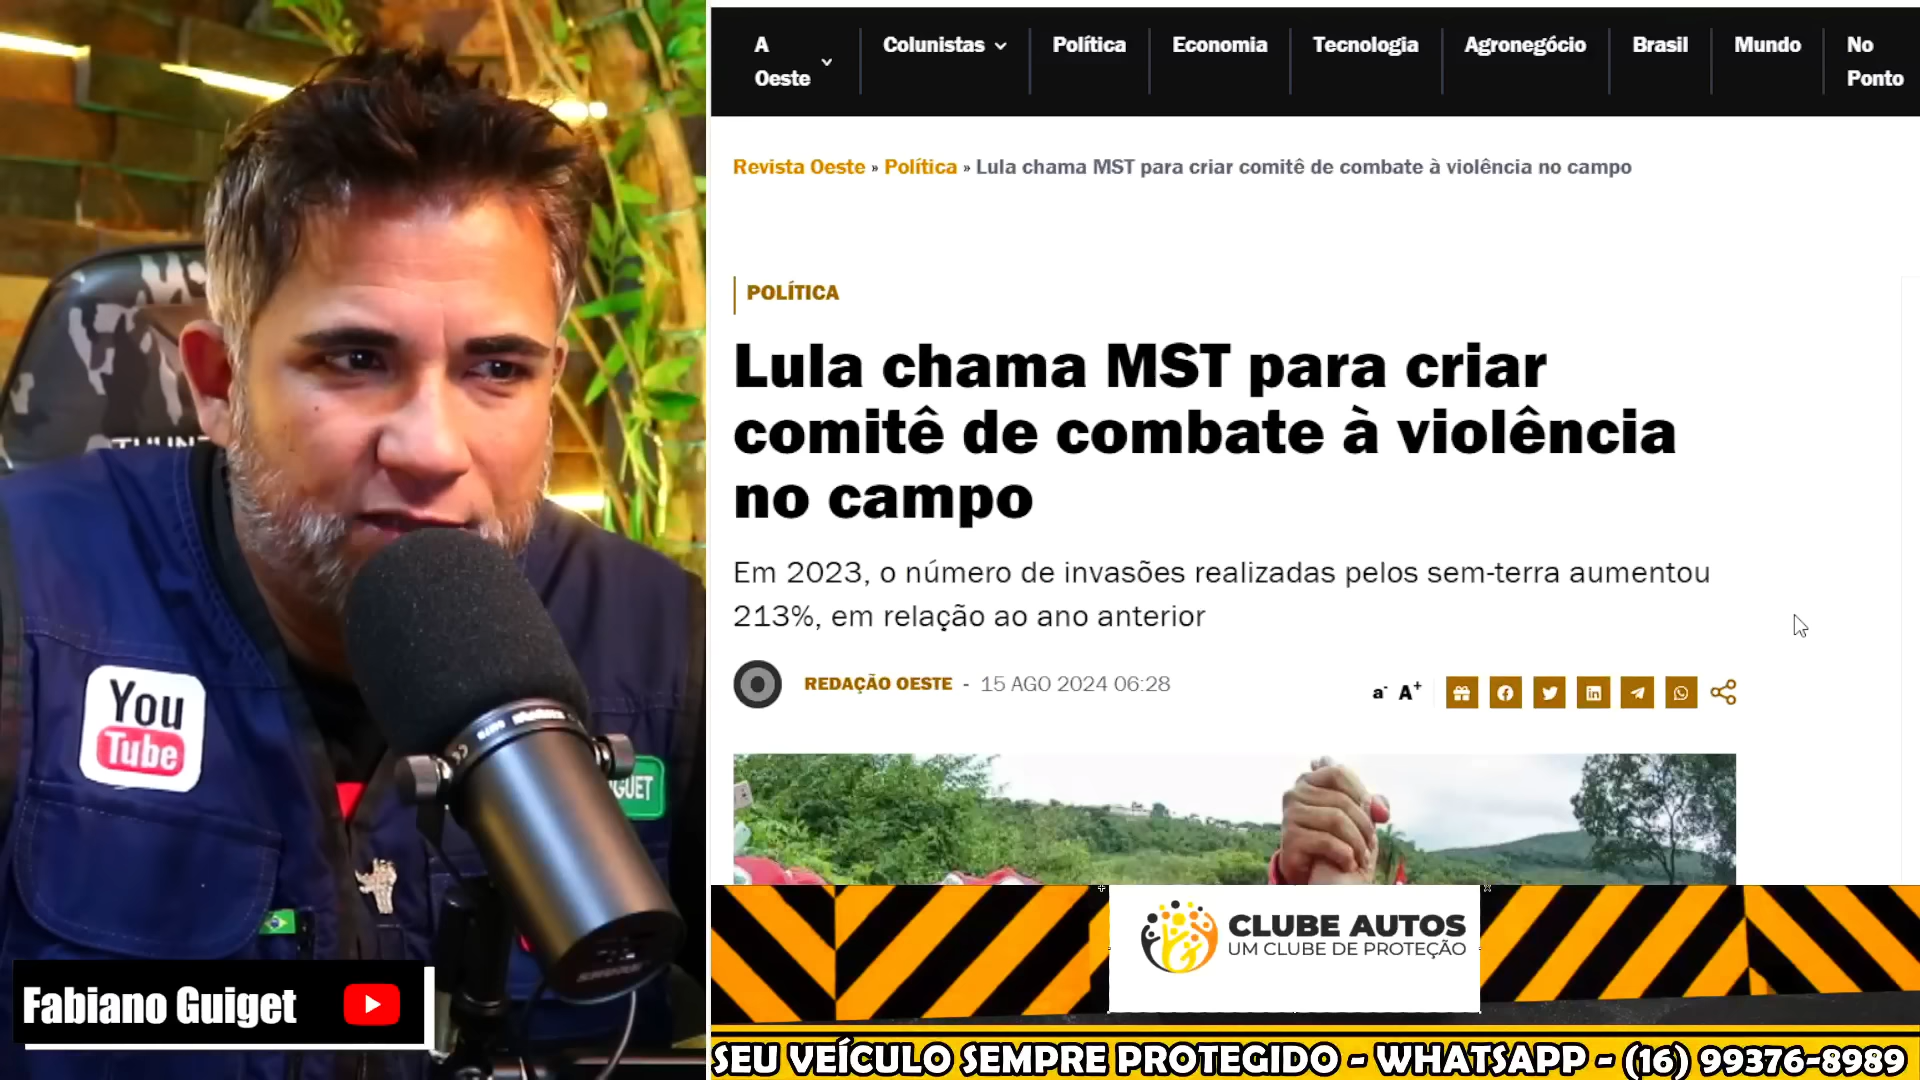 A Oeste
Colunistas
Política
Economia
Tecnologia
Agronegócio
Brasil
Mundo
No Ponto
Revista Oeste » Política » Lula chama MST para criar comitê de combate à violência no campo
POLÍTICA
Lula chama MST para criar
comitê de combate à violência
no campo
Em 2023, o número de invasões realizadas pelos sem-terra aumentou
213%, em relação ao ano anterior
REDAÇÃO OESTE - 15 AGO 2024 06:28
a- A+
You
Tube
Fabiano Guiget
CLUBE AUTOS
UM CLUBE DE PROTEÇÃO
SEU VEÍCULO SEMPRE PROTEGIDO - WHATSAPP - (16) 99376-8989